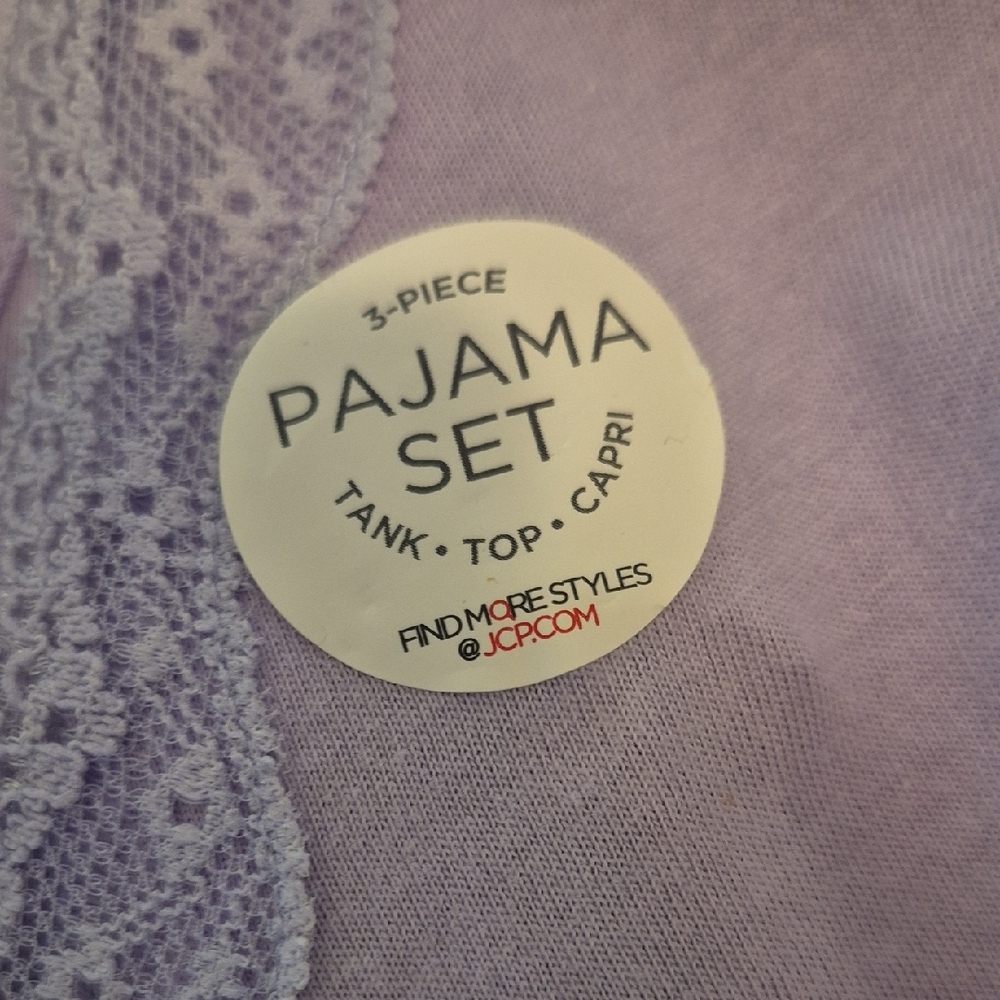 3-PIECE
PAJAMA
SET
TANK • TOP • CAPRI
FIND MORE STYLES
@JCP.COM